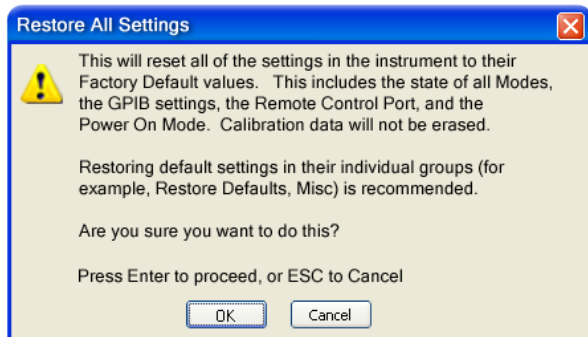 Restore All Settings
This will reset all of the settings in the instrument to their
Factory Default values. This includes the state of all Modes,
the GPIB settings, the Remote Control Port, and the
Power On Mode. Calibration data will not be erased.
Restoring default settings in their individual groups (for
example, Restore Defaults, Misc) is recommended.
Are you sure you want to do this?
Press Enter to proceed, or ESC to Cancel
OK
Cancel